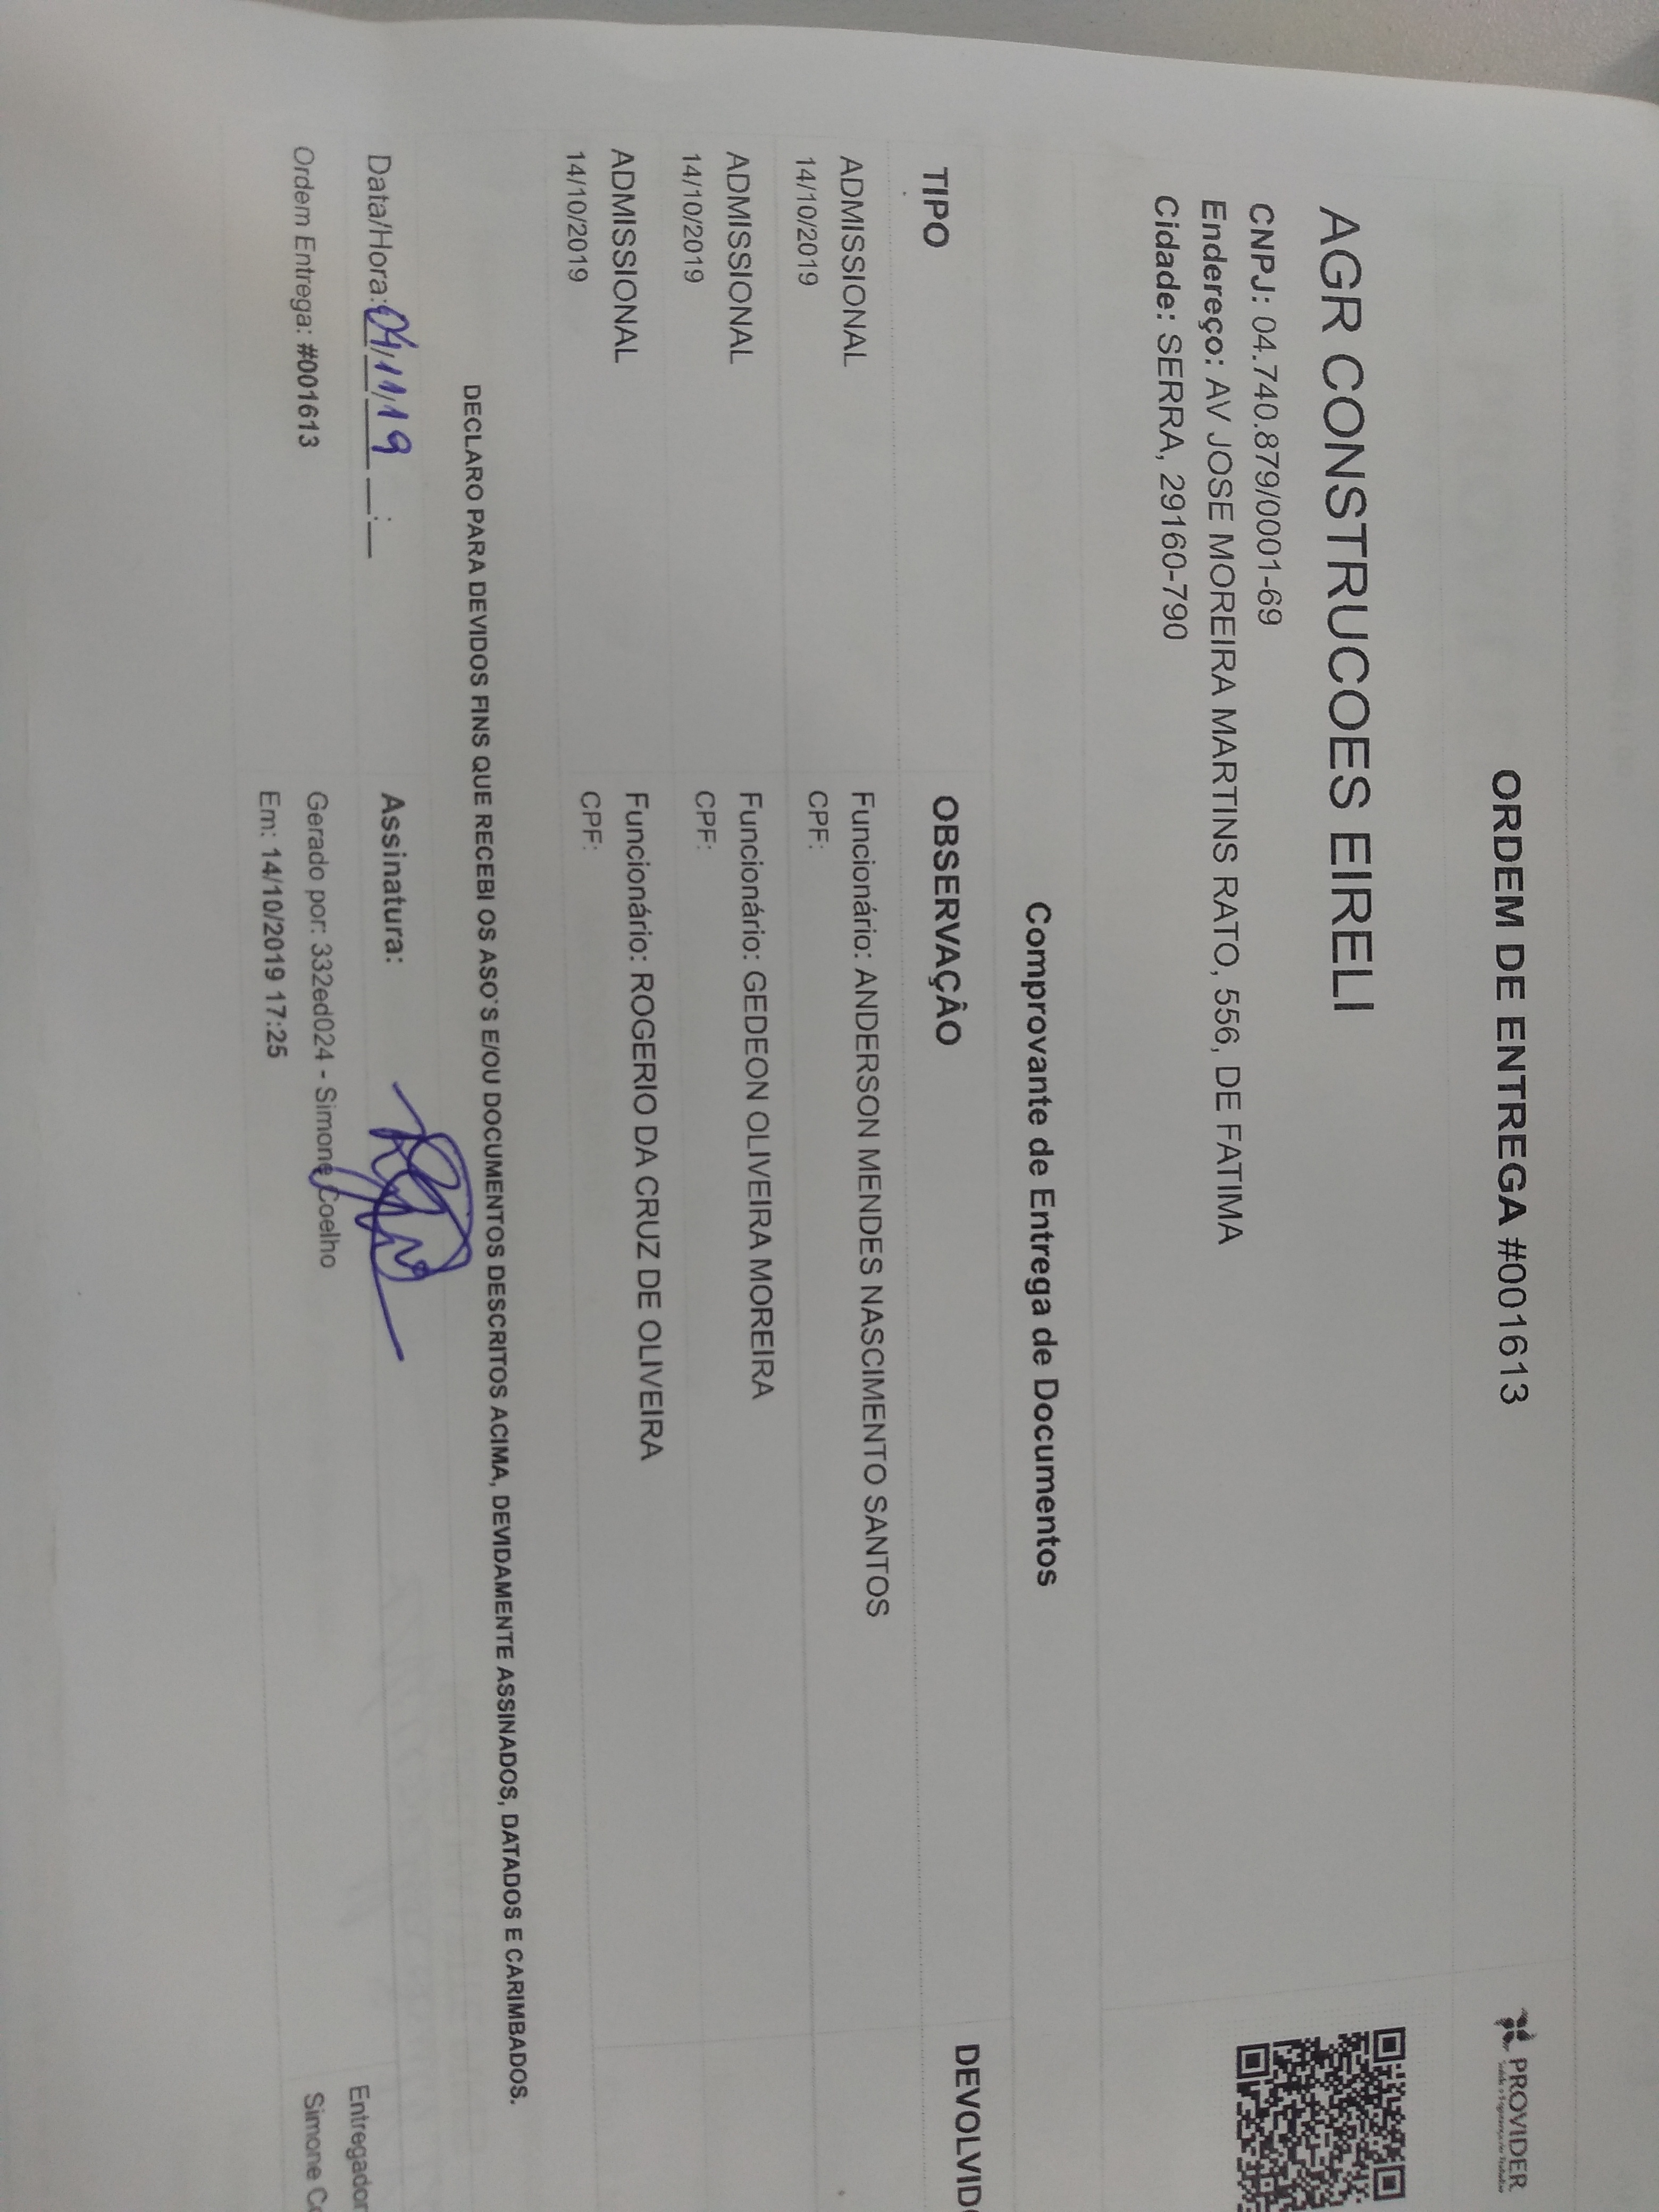 ORDEM DE ENTREGA #001613
PROVIDER
AGR CONSTRUCOES EIRELI
CNPJ: 04.740.879/0001-69
Endereço: AV JOSE MOREIRA MARTINS RATO, 556, DE FATIMA
Cidade: SERRA, 29160-790
Comprovante de Entrega de Documentos
TIPO OBSERVAÇÂO DEVOLVIDO
ADMISSIONAL Funcionário: ANDERSON MENDES NASCIMENTO SANTOS
14/10/2019 CPF:
ADMISSIONAL Funcionário: GEDEON OLIVEIRA MOREIRA
14/10/2019 CPF:
ADMISSIONAL Funcionário: ROGERIO DA CRUZ DE OLIVEIRA
14/10/2019 CPF:
DECLARO PARA DEVIDOS FINS QUE RECEBI OS ASO'S E/OU DOCUMENTOS DESCRITOS ACIMA, DEVIDAMENTE ASSINADOS, DATADOS E CARIMBADOS.
Data/Hora: 04/11/19 __:__ Assinatura: Entregador
Ordem Entrega: #001613 Gerado por: 332ed024 - Simone Coelho Simone
Em: 14/10/2019 17:25